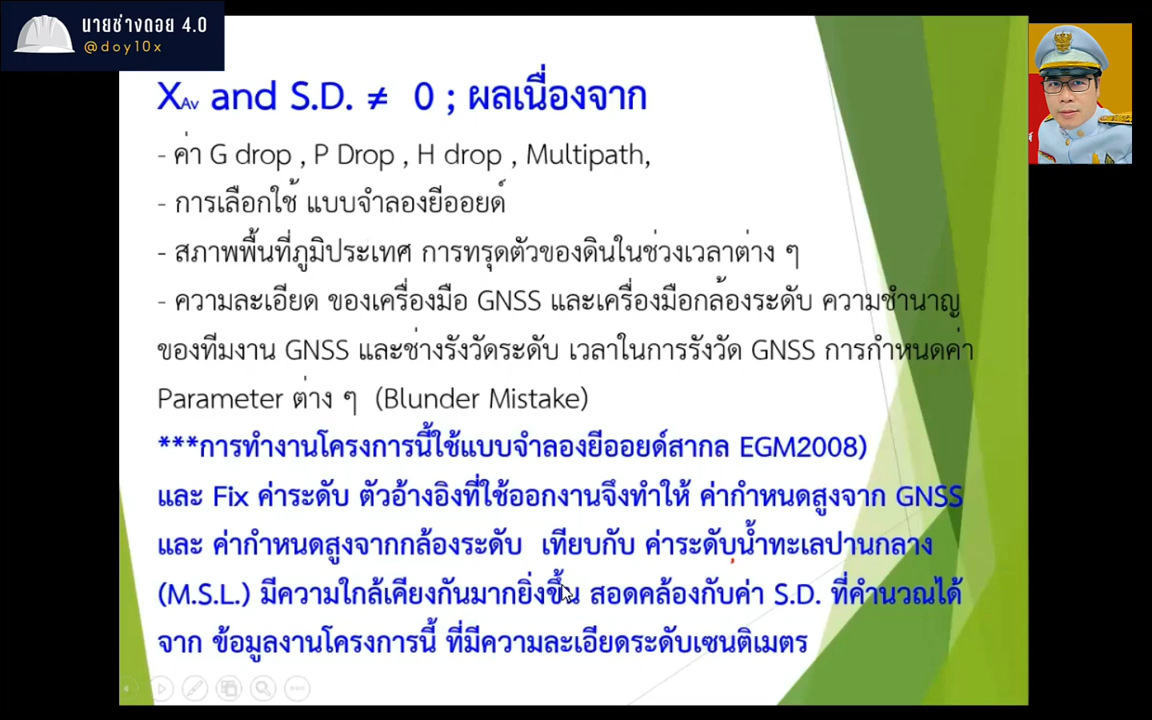 นายช่างดอย 4.0
@doy10x
XAv and S.D. ≠ 0 ; ผลเนื่องจาก
- ค่า G drop , P Drop , H drop , Multipath,
- การเลือกใช้ แบบจำลองยีออยด์
- สภาพพื้นที่ภูมิประเทศ การทรุดตัวของดินในช่วงเวลาต่าง ๆ
- ความละเอียด ของเครื่องมือ GNSS และเครื่องมือกล้องระดับ ความชำนาญ
ของทีมงาน GNSS และช่างรังวัดระดับ เวลาในการรังวัด GNSS การกำหนดค่า
Parameter ต่าง ๆ (Blunder Mistake)
***การทำงานโครงการนี้ใช้แบบจำลองยีออยด์สากล EGM2008)
และ Fix ค่าระดับ ตัวอ้างอิงที่ใช้ออกงานจึงทำให้ ค่ากำหนดสูงจาก GNSS
และ ค่ากำหนดสูงจากกล้องระดับ เทียบกับ ค่าระดับน้ำทะเลปานกลาง
(M.S.L.) มีความใกล้เคียงกันมากยิ่งขึ้น สอดคล้องกับค่า S.D. ที่คำนวณได้
จาก ข้อมูลงานโครงการนี้ ที่มีความละเอียดระดับเซนติเมตร